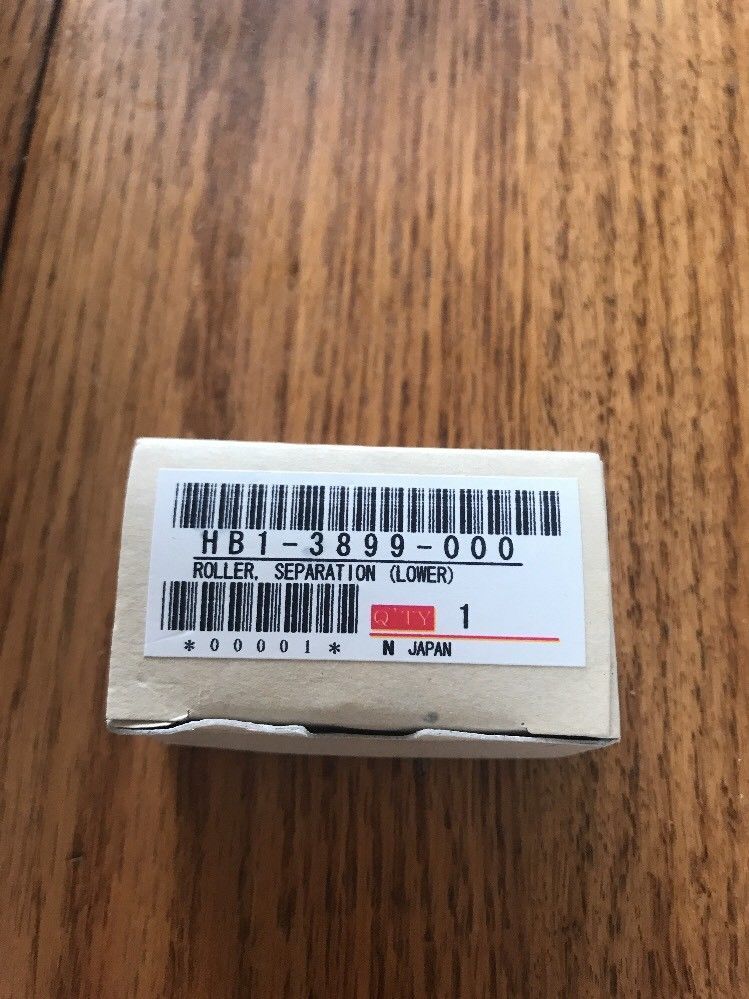 HB1-3899-000
ROLLER, SEPARATION (LOWER)
Q'TY 1
*00001* N JAPAN